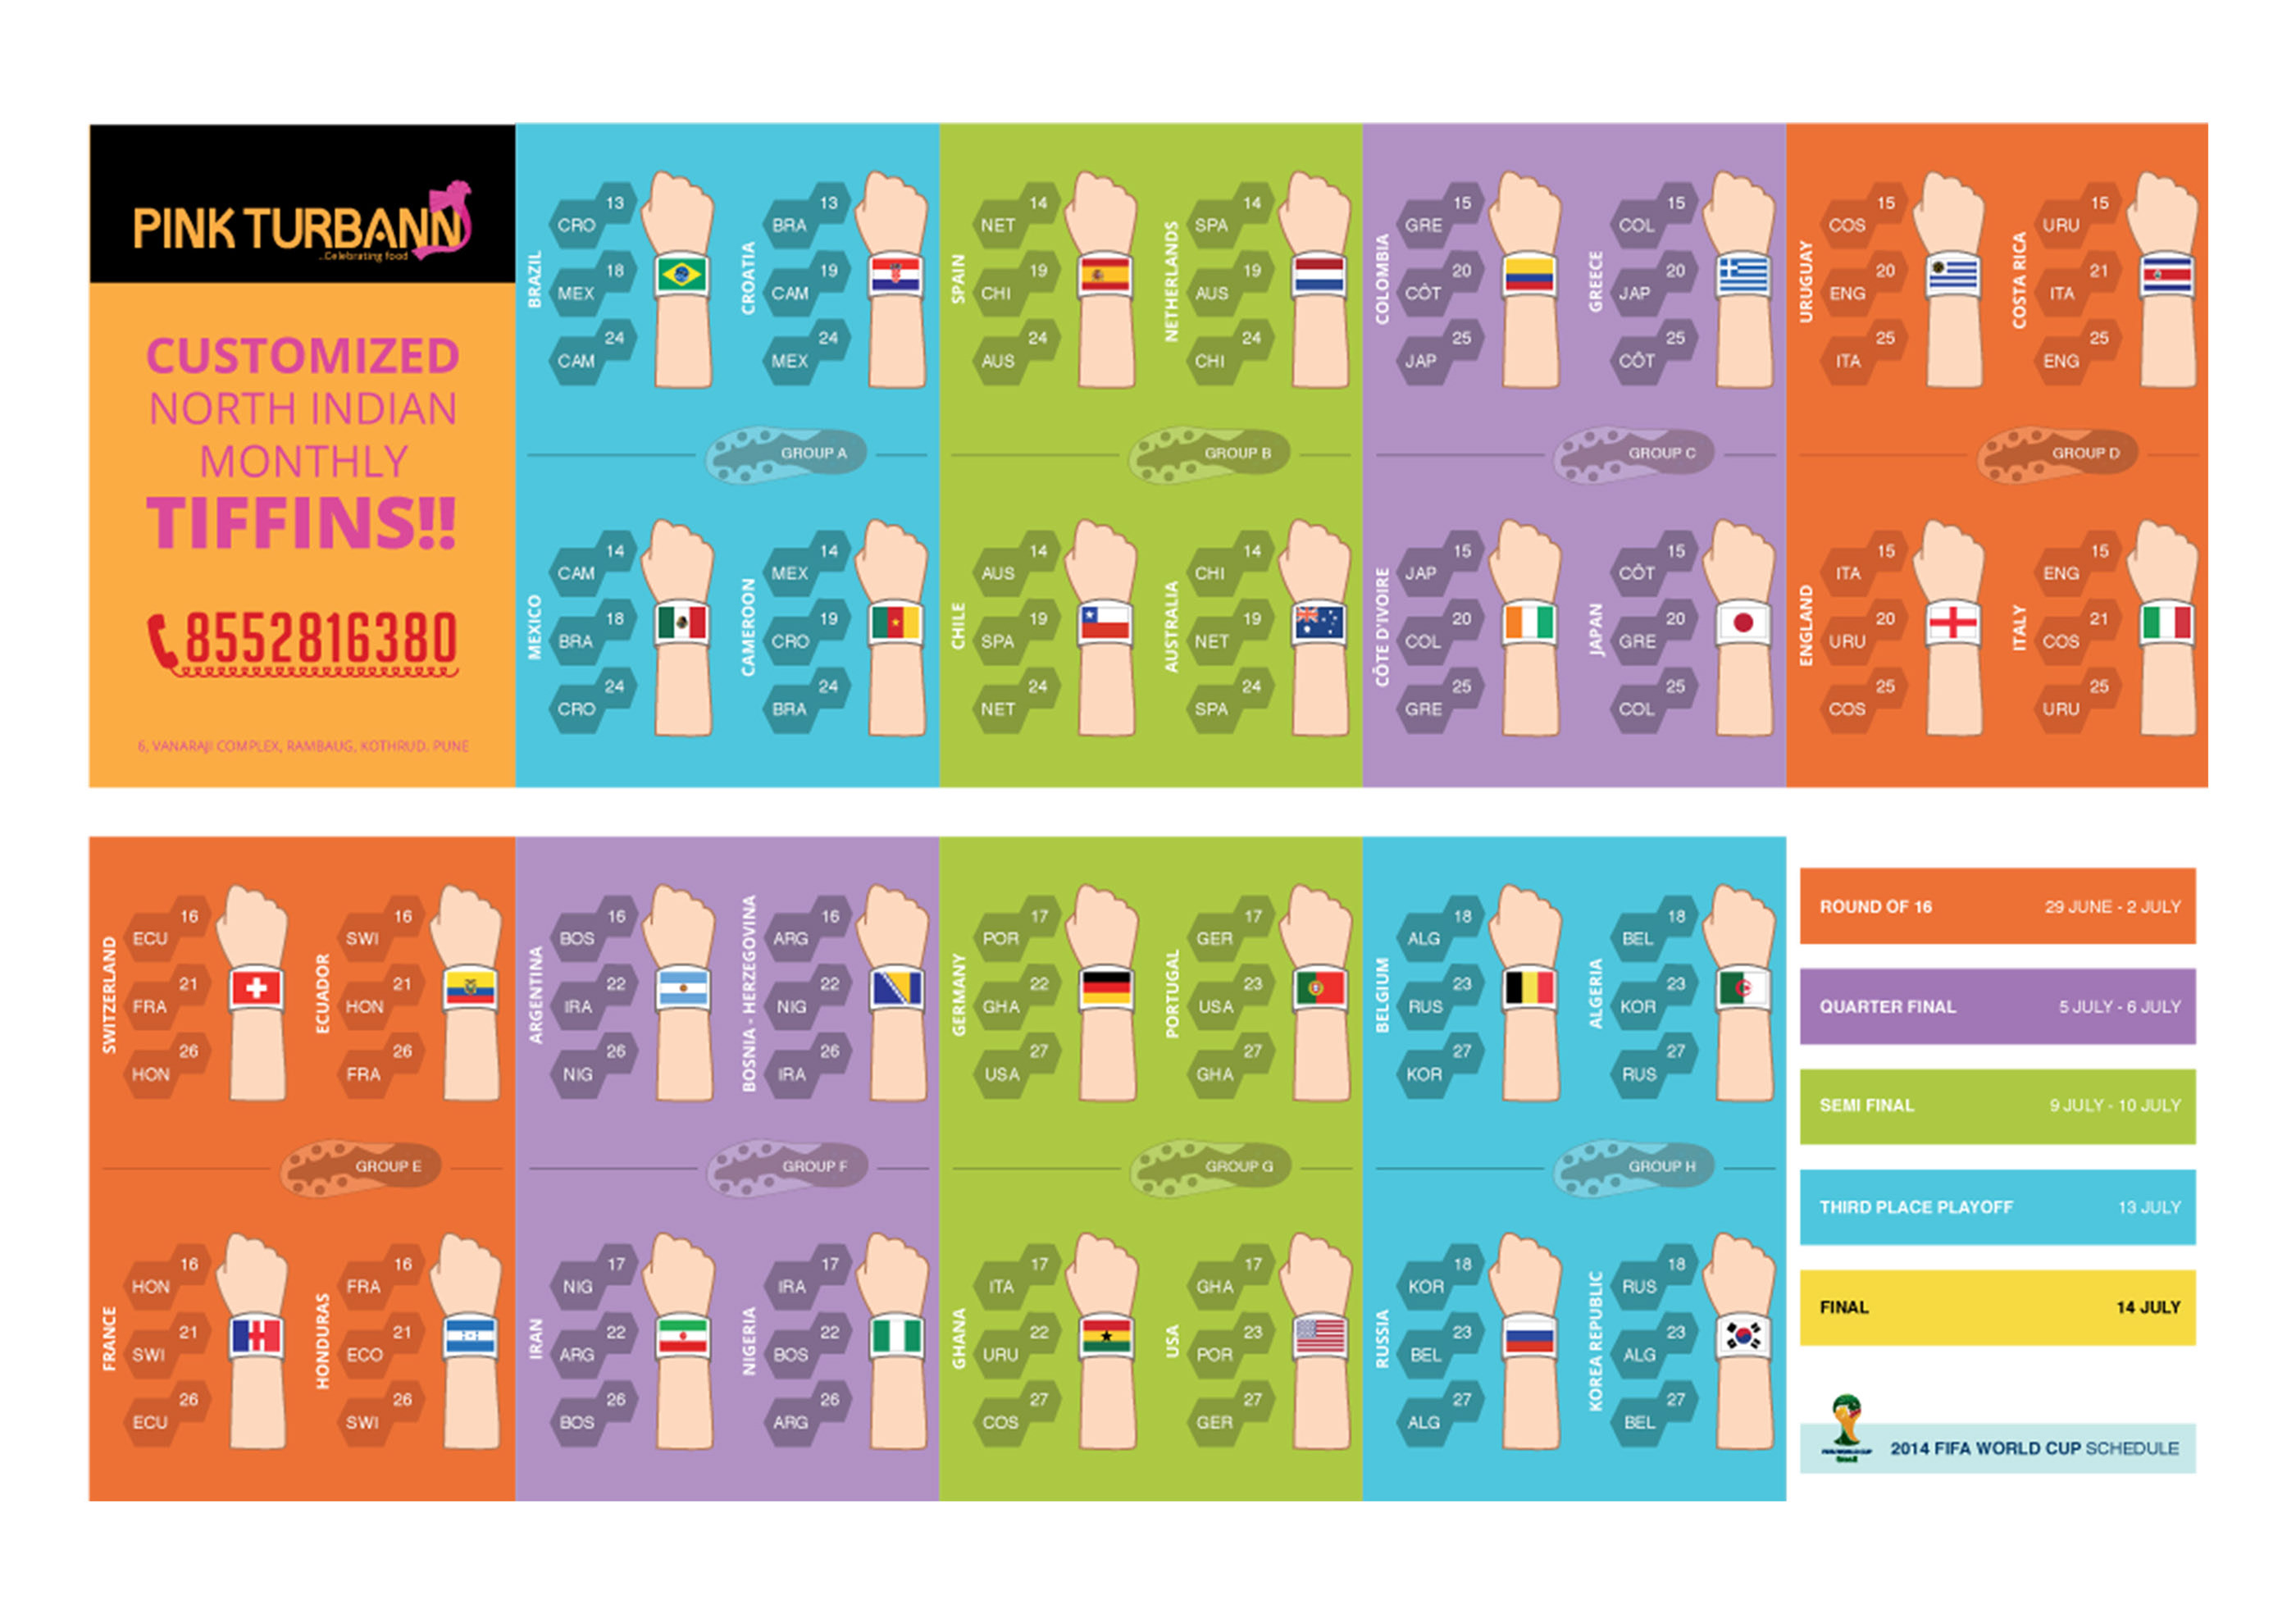 PINK TURBANN
..Celebrating food
CUSTOMIZED
NORTH INDIAN
MONTHLY
TIFFINS!!
8552816380
6, VANARAJI COMPLEX, RAMBAUG, KOTHRUD. PUNE
BRAZIL
13
CRO
18
MEX
24
CAM
CROATIA
13
BRA
19
CAM
24
MEX
GROUP A
MEXICO
14
CAM
18
BRA
24
CRO
CAMEROON
14
MEX
19
CRO
24
BRA
SPAIN
14
NET
19
CHI
24
AUS
NETHERLANDS
14
SPA
19
AUS
24
CHI
GROUP B
CHILE
14
AUS
19
SPA
24
NET
AUSTRALIA
14
CHI
19
NET
24
SPA
COLOMBIA
15
GRE
20
CÔT
25
JAP
GREECE
15
COL
20
JAP
25
CÔT
GROUP C
CÔTE D'IVOIRE
15
JAP
20
COL
25
GRE
JAPAN
15
CÔT
20
GRE
25
COL
URUGUAY
15
COS
20
ENG
25
ITA
COSTA RICA
15
URU
21
ITA
25
ENG
GROUP D
ENGLAND
15
ITA
20
URU
25
COS
ITALY
15
ENG
21
COS
25
URU
SWITZERLAND
16
ECU
21
FRA
26
HON
ECUADOR
16
SWI
21
HON
26
FRA
GROUP E
FRANCE
16
HON
21
SWI
26
ECU
HONDURAS
16
FRA
21
ECO
26
SWI
ARGENTINA
16
BOS
22
IRA
26
NIG
BOSNIA - HERZEGOVINA
16
ARG
22
NIG
26
IRA
GROUP F
IRAN
17
NIG
22
ARG
26
BOS
NIGERIA
17
IRA
22
BOS
26
ARG
GERMANY
17
POR
22
GHA
27
USA
PORTUGAL
17
GER
23
USA
27
GHA
GROUP G
GHANA
17
ITA
22
URU
27
COS
USA
17
GHA
23
POR
27
GER
BELGIUM
18
ALG
23
RUS
27
KOR
ALGERIA
18
BEL
23
KOR
27
RUS
GROUP H
RUSSIA
18
KOR
23
BEL
27
ALG
KOREA REPUBLIC
18
RUS
23
ALG
27
BEL
ROUND OF 16 29 JUNE - 2 JULY
QUARTER FINAL 5 JULY - 6 JULY
SEMI FINAL 9 JULY - 10 JULY
THIRD PLACE PLAYOFF 13 JULY
FINAL 14 JULY
2014 FIFA WORLD CUP SCHEDULE